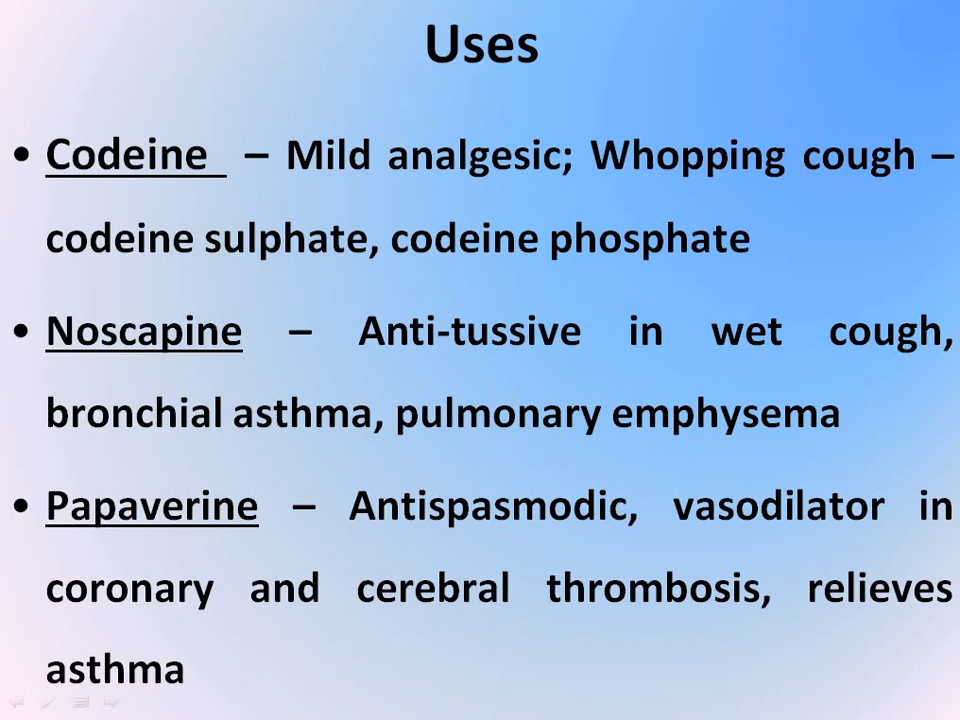 Uses
• Codeine – Mild analgesic; Whopping cough –
codeine sulphate, codeine phosphate
• Noscapine – Anti-tussive in wet cough,
bronchial asthma, pulmonary emphysema
• Papaverine – Antispasmodic, vasodilator in
coronary and cerebral thrombosis, relieves
asthma